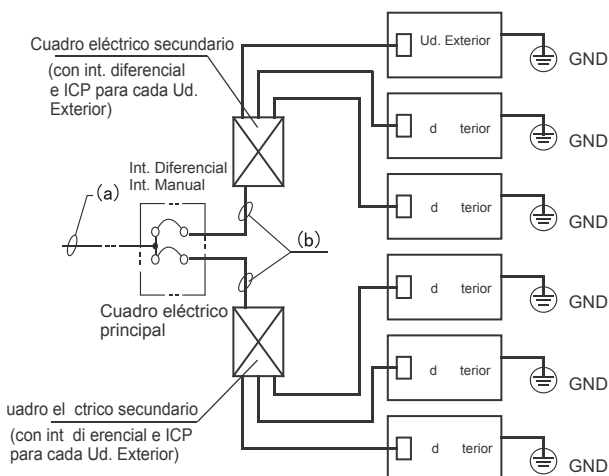 Cuadro eléctrico secundario
(con int. diferencial
e ICP para cada Ud.
Exterior)
Ud. Exterior
GND
d terior
GND
d terior
GND
Int. Diferencial
Int. Manual
(a)
(b)
Cuadro eléctrico
principal
d terior
GND
d terior
GND
d terior
GND
uadro el ctrico secundario
(con int di erencial e ICP
para cada Ud. Exterior)